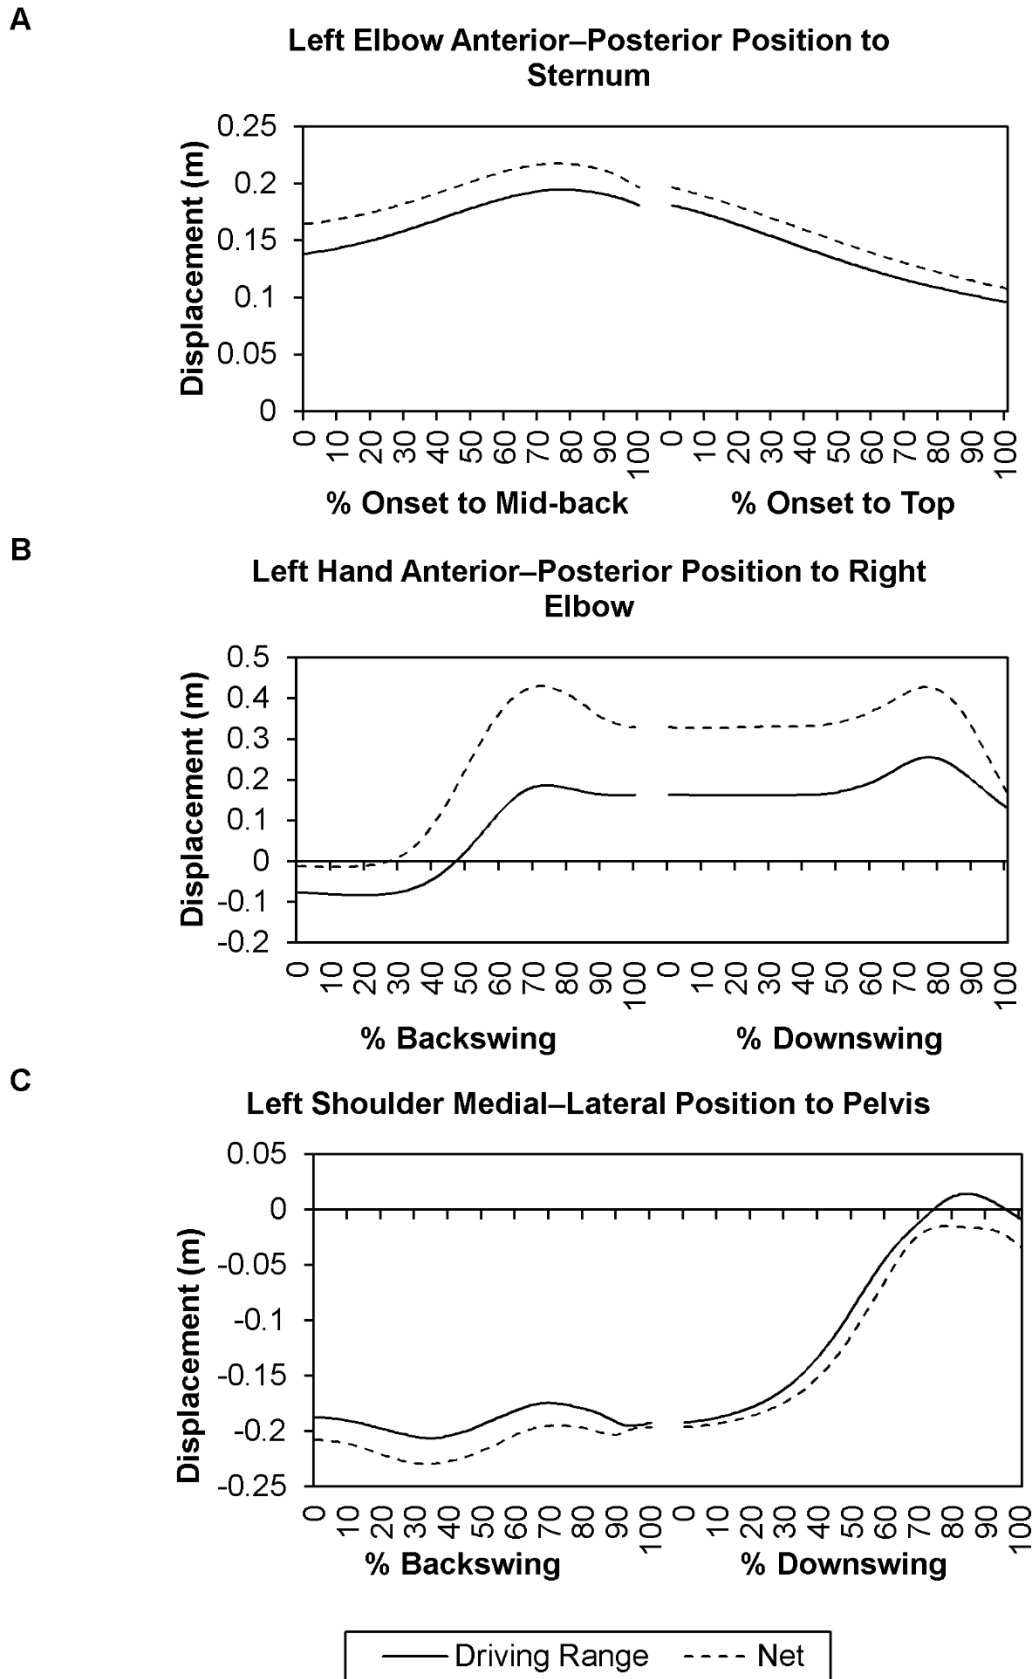 A
Left Elbow Anterior–Posterior Position to
Sternum
Displacement (m)
0.25
0.2
0.15
0.1
0.05
0
0 10 20 30 40 50 60 70 80 90 100 0 10 20 30 40 50 60 70 80 90 100
% Onset to Mid-back % Onset to Top
B
Left Hand Anterior–Posterior Position to Right
Elbow
Displacement (m)
0.5
0.4
0.3
0.2
0.1
0
-0.1
-0.2
0 10 20 30 40 50 60 70 80 90 100 0 10 20 30 40 50 60 70 80 90 100
% Backswing % Downswing
C
Left Shoulder Medial–Lateral Position to Pelvis
Displacement (m)
0.05
0
-0.05
-0.1
-0.15
-0.2
-0.25
0 10 20 30 40 50 60 70 80 90 100 0 10 20 30 40 50 60 70 80 90 100
% Backswing % Downswing
Driving Range Net